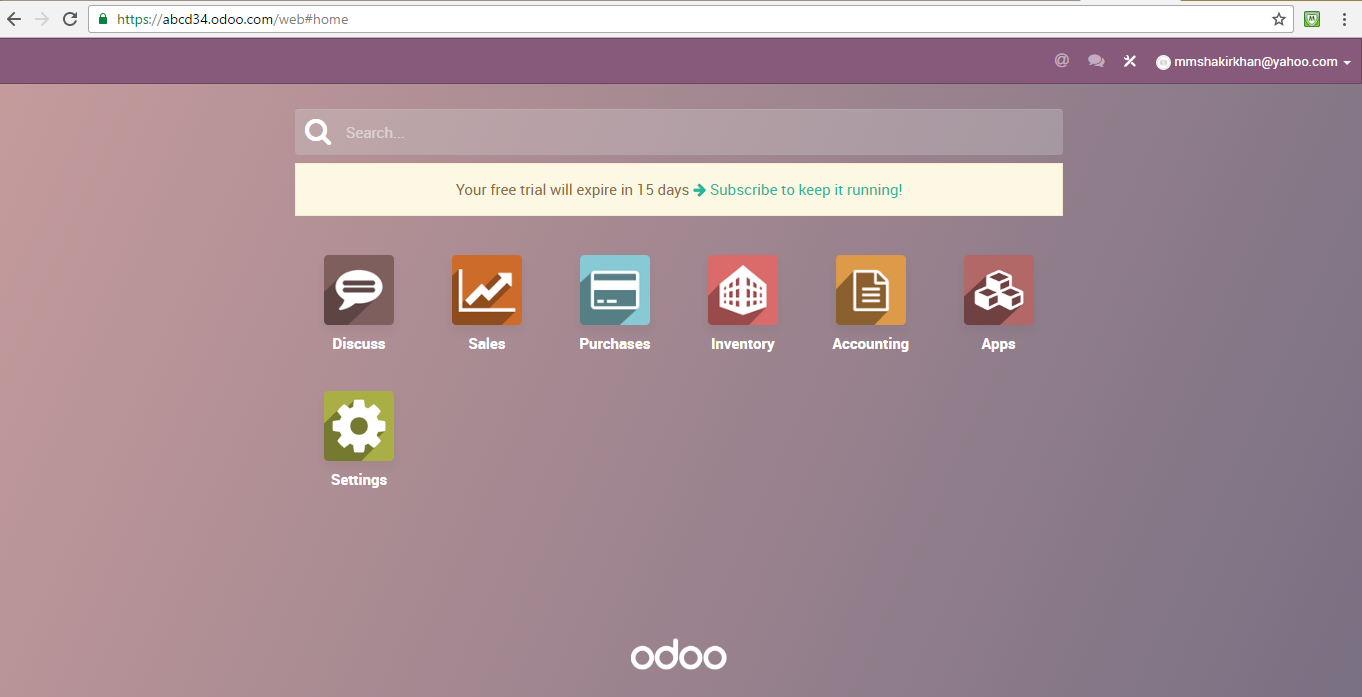 https://abcd34.odoo.com/web#home
@ mmshakirkhan@yahoo.com
Search...
Your free trial will expire in 15 days Subscribe to keep it running!
Discuss Sales Purchases Inventory Accounting Apps
Settings
odoo